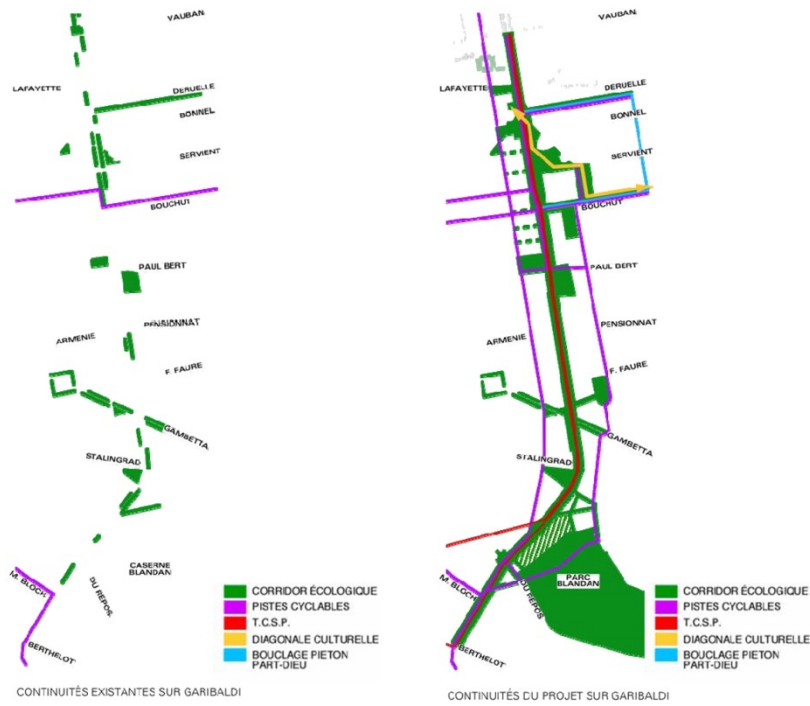 VAUBAN
LAFAYETTE
DERUELLE
BONNEL
SERVIENT
BOUCHUT
PAUL BERT
PENSIONNAT
ARMENIE
F. FAURE
GAMBETTA
STALINGRAD
CASERNE
BLANDAN
M. BLOCH
DU REPOS
BERTHELOT
CORRIDOR ÉCOLOGIQUE
PISTES CYCLABLES
T.C.S.P.
DIAGONALE CULTURELLE
BOUCLAGE PIETON
PART-DIEU
CONTINUITÉS EXISTANTES SUR GARIBALDI
VAUBAN
LAFAYETTE
DERUELLE
BONNEL
SERVIENT
BOUCHUT
PAUL BERT
PENSIONNAT
ARMENIE
F. FAURE
GAMBETTA
STALINGRAD
PARC
BLANDAN
M. BLOCH
DU REPOS
BERTHELOT
CORRIDOR ÉCOLOGIQUE
PISTES CYCLABLES
T.C.S.P.
DIAGONALE CULTURELLE
BOUCLAGE PIETON
PART-DIEU
CONTINUITÉS DU PROJET SUR GARIBALDI